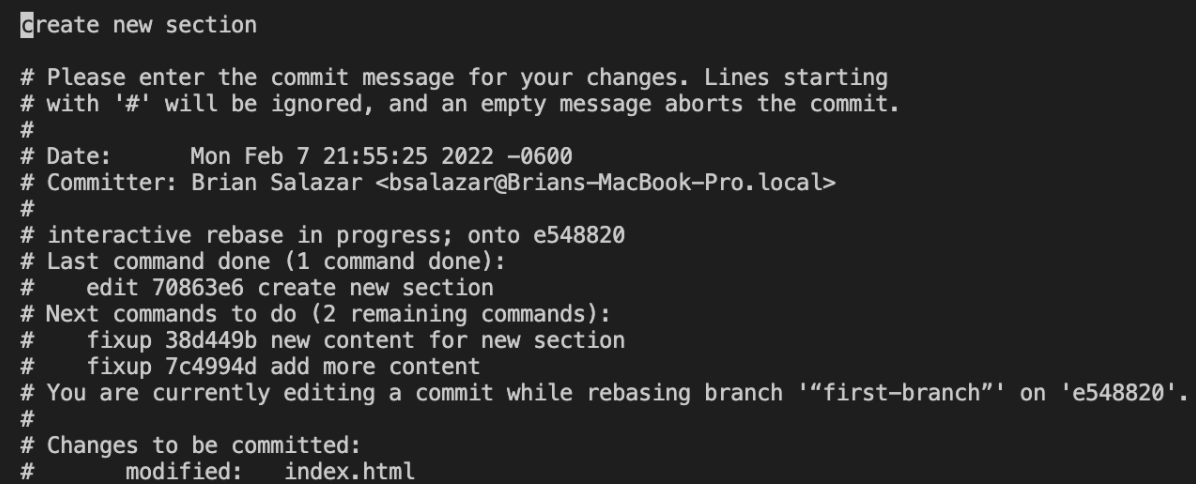 create new section
# Please enter the commit message for your changes. Lines starting
# with '#' will be ignored, and an empty message aborts the commit.
#
# Date:      Mon Feb 7 21:55:25 2022 -0600
# Committer: Brian Salazar <bsalazar@Brians-MacBook-Pro.local>
#
# interactive rebase in progress; onto e548820
# Last command done (1 command done):
#    edit 70863e6 create new section
# Next commands to do (2 remaining commands):
#    fixup 38d449b new content for new section
#    fixup 7c4994d add more content
# You are currently editing a commit while rebasing branch '“first-branch”' on 'e548820'.
#
# Changes to be committed:
#       modified:   index.html